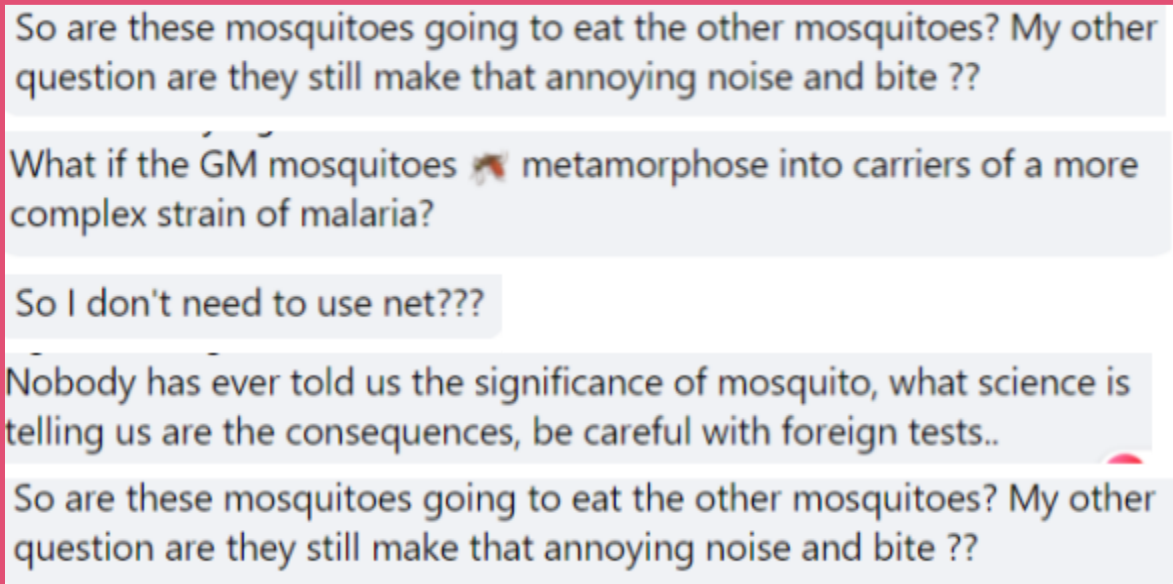 So are these mosquitoes going to eat the other mosquitoes? My other
question are they still make that annoying noise and bite ??
What if the GM mosquitoes 🦟 metamorphose into carriers of a more
complex strain of malaria?
So I don't need to use net???
Nobody has ever told us the significance of mosquito, what science is
telling us are the consequences, be careful with foreign tests..
So are these mosquitoes going to eat the other mosquitoes? My other
question are they still make that annoying noise and bite ??